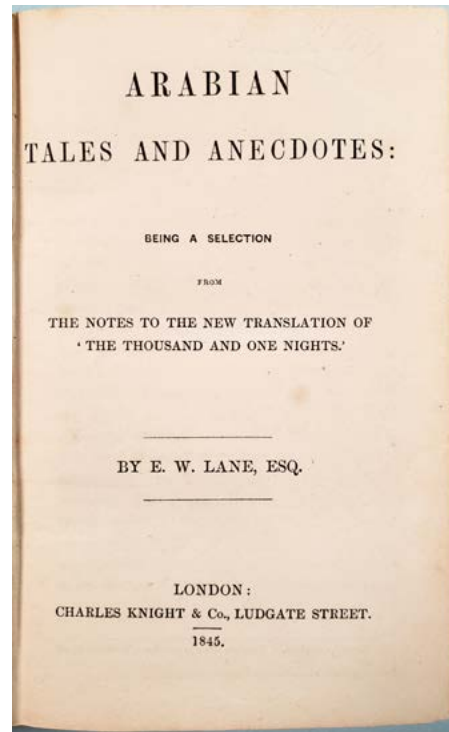 ARABIAN
TALES AND ANECDOTES:
BEING A SELECTION
FROM
THE NOTES TO THE NEW TRANSLATION OF
‘ THE THOUSAND AND ONE NIGHTS.’
BY E. W. LANE, ESQ.
LONDON:
CHARLES KNIGHT & Co., LUDGATE STREET.
1845.